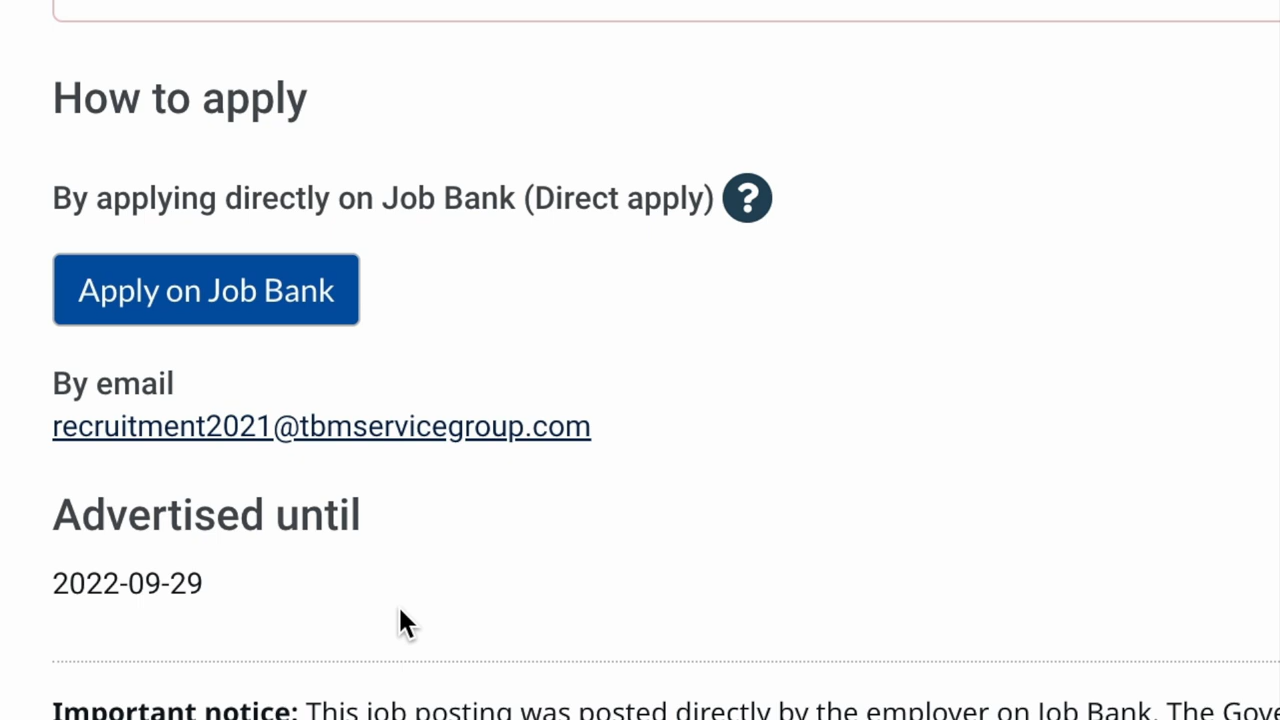 How to apply
By applying directly on Job Bank (Direct apply) ?
Apply on Job Bank
By email
recruitment2021@tbmservicegroup.com
Advertised until
2022-09-29
Important notice: This job posting was posted directly by the employer on Job Bank. The Gove